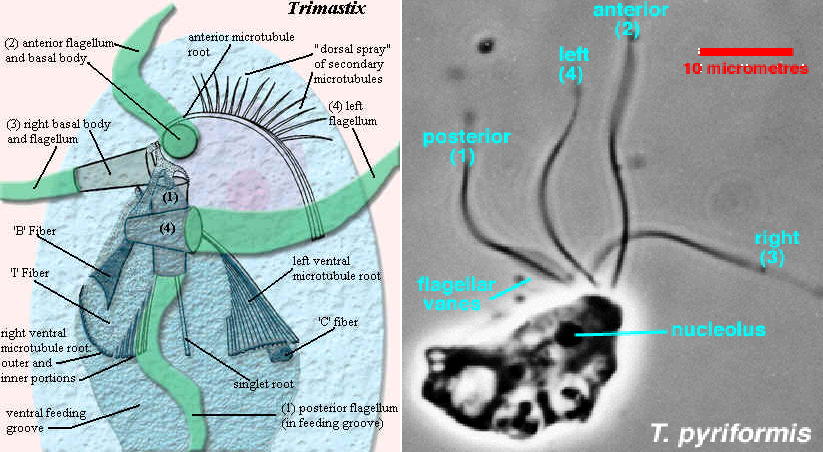 Trimastix
(2) anterior flagellum
and basal body
anterior microtubule
root
"dorsal spray"
of secondary
microtubules
(4) left
flagellum
(3) right basal body
and flagellum
(1)
(4)
'B' Fiber
'I' Fiber
left ventral
microtubule root
'C' fiber
right ventral
microtubule root:
outer and
inner portions
singlet root
ventral feeding
groove
(1) posterior flagellum
(in feeding groove)
anterior
(2)
left
(4)
10 micrometres
posterior
(1)
right
(3)
flagellar
vanes
nucleolus
T. pyriformis